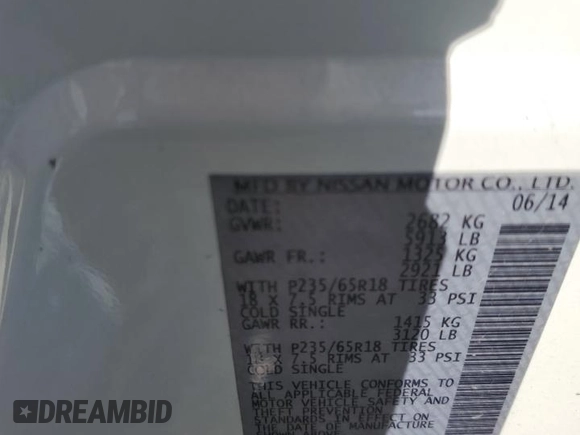 MFD BY NISSAN MOTOR CO., LTD.
DATE: 06/14
GVWR: 2682 KG
5913 LB
GAWR FR.: 1325 KG
2921 LB
WITH P235/65R18 TIRES
18 X 7.5 RIMS AT 33 PSI
COLD SINGLE
GAWR RR.: 1415 KG
3120 LB
WITH P235/65R18 TIRES
18 X 7.5 RIMS AT 33 PSI
COLD SINGLE
THIS VEHICLE CONFORMS TO
ALL APPLICABLE FEDERAL
MOTOR VEHICLE SAFETY AND
THEFT PREVENTION
STANDARDS IN EFFECT ON
THE DATE OF MANUFACTURE
SHOWN ABOVE
DREAMBID